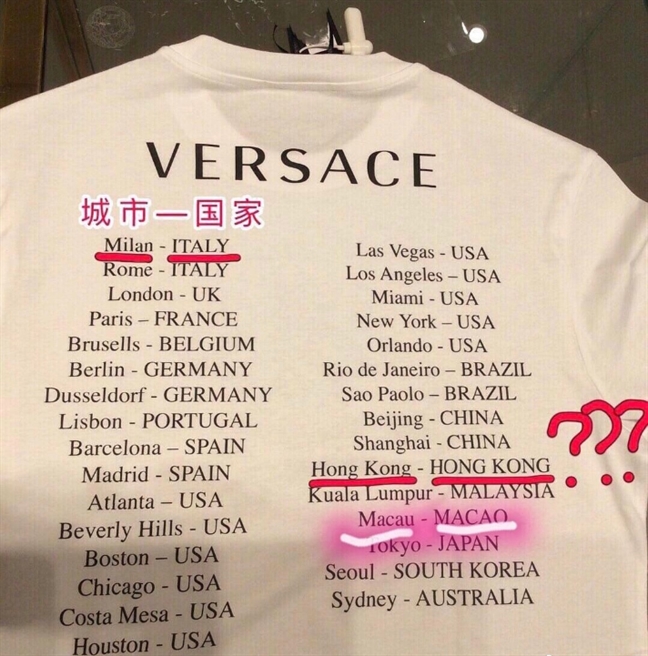 VERSACE
城市—国家
Milan - ITALY
Rome - ITALY
London - UK
Paris – FRANCE
Brusells - BELGIUM
Berlin - GERMANY
Dusseldorf - GERMANY
Lisbon - PORTUGAL
Barcelona – SPAIN
Madrid - SPAIN
Atlanta – USA
Beverly Hills - USA
Boston – USA
Chicago - USA
Costa Mesa - USA
Houston - USA
Las Vegas - USA
Los Angeles – USA
Miami - USA
New York – USA
Orlando - USA
Rio de Janeiro – BRAZIL
Sao Paolo – BRAZIL
Beijing - CHINA
Shanghai - CHINA
Hong Kong - HONG KONG ???
Kuala Lumpur - MALAYSIA
Macau - MACAO
Tokyo - JAPAN
Seoul - SOUTH KOREA
Sydney - AUSTRALIA